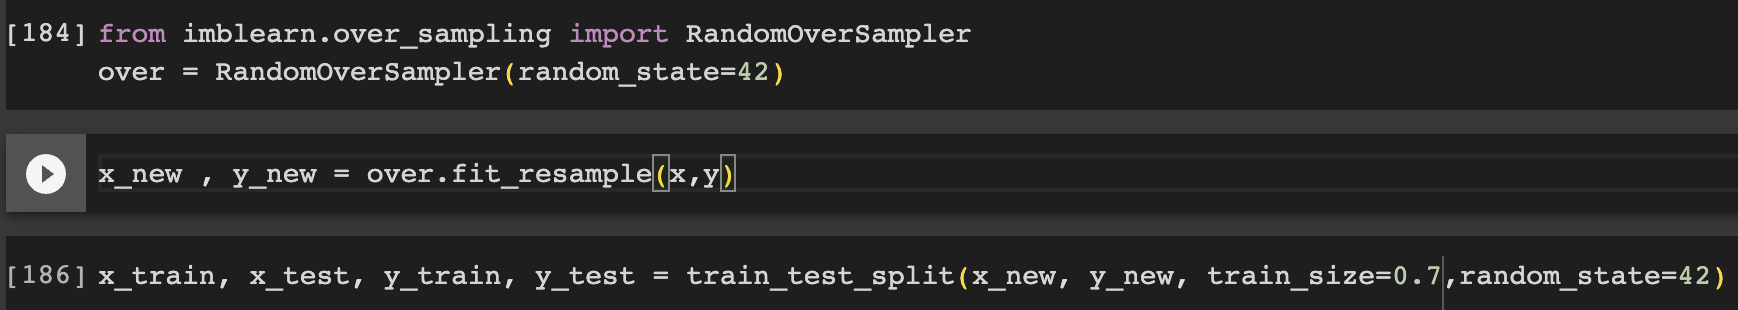 [184] from imblearn.over_sampling import RandomOverSampler
over = RandomOverSampler(random_state=42)
x_new , y_new = over.fit_resample(x,y)
[186] x_train, x_test, y_train, y_test = train_test_split(x_new, y_new, train_size=0.7,random_state=42)